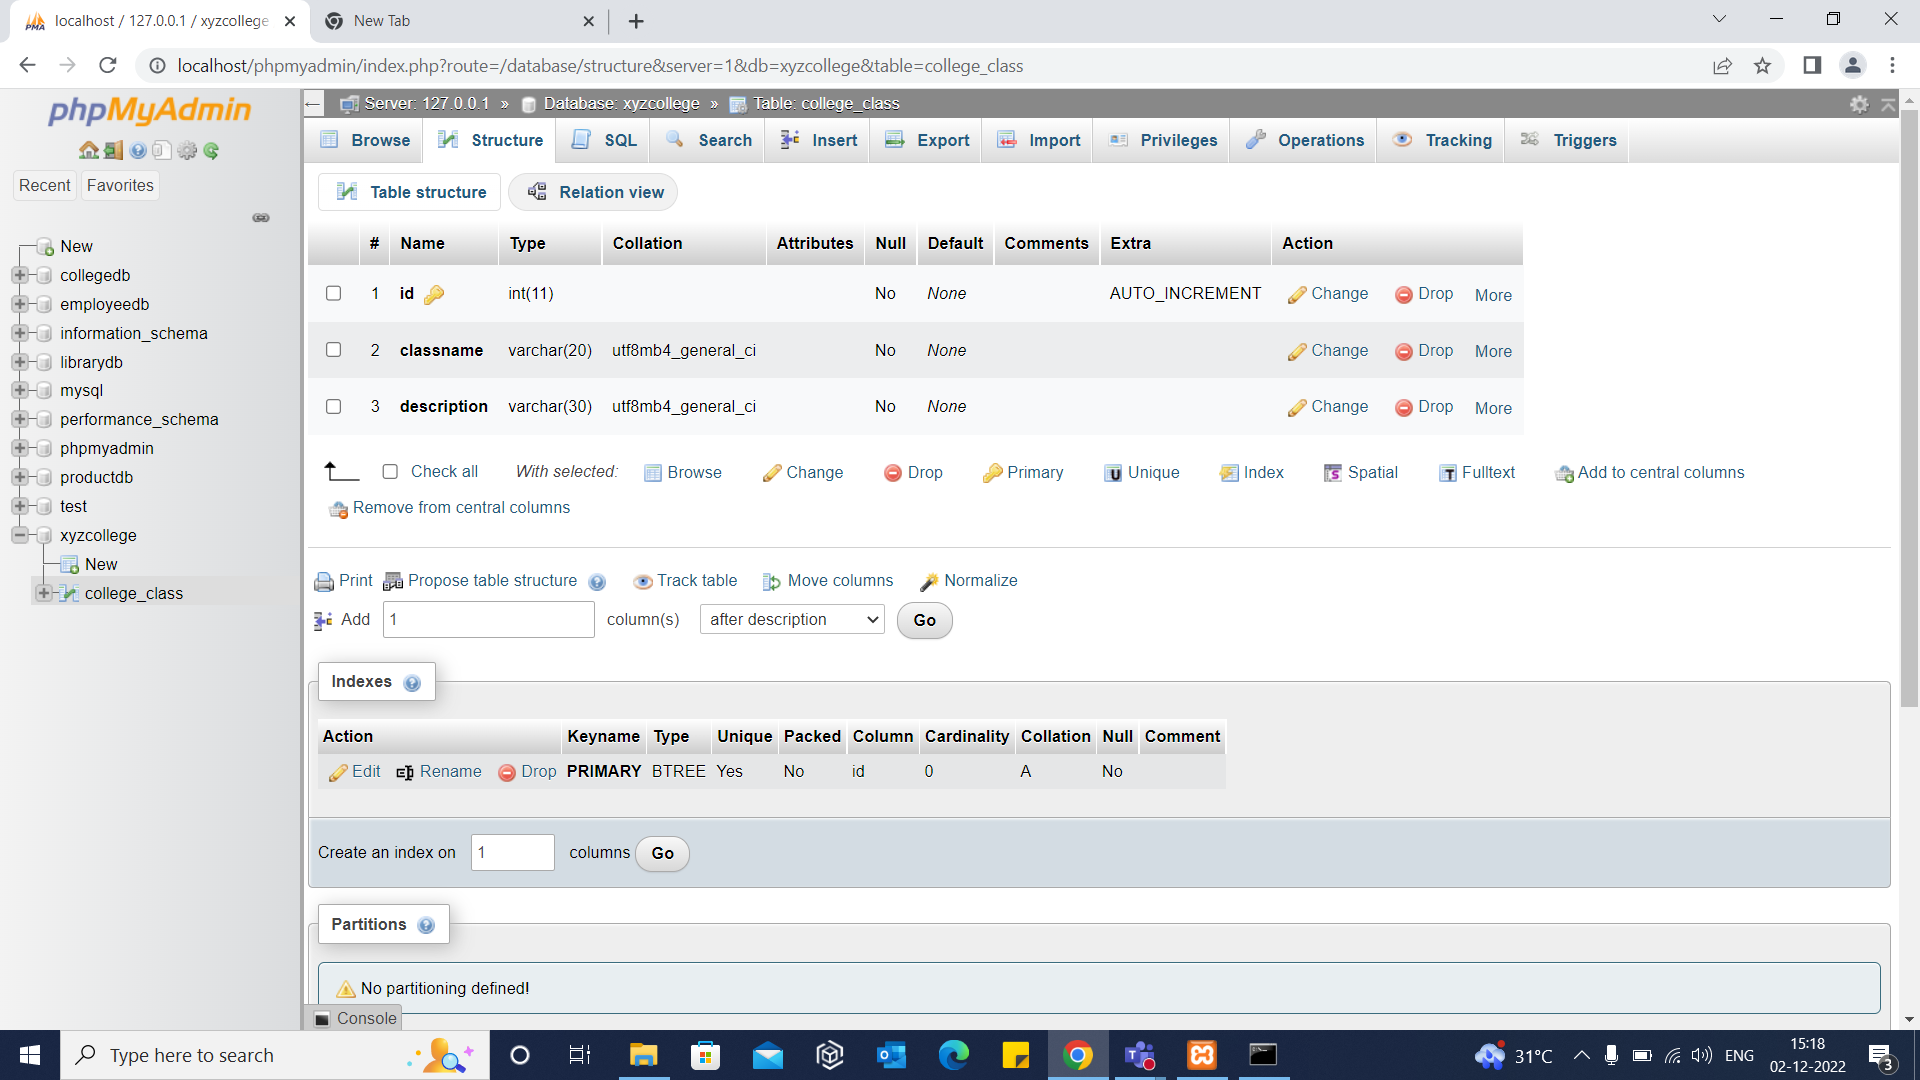 localhost / 127.0.0.1 / xyzcollege
New Tab
localhost/phpmyadmin/index.php?route=/database/structure&server=1&db=xyzcollege&table=college_class
phpMyAdmin
Recent Favorites
New
collegedb
employeedb
information_schema
librarydb
mysql
performance_schema
phpmyadmin
productdb
test
xyzcollege
New
college_class
Server: 127.0.0.1 » Database: xyzcollege » Table: college_class
Browse Structure SQL Search Insert Export Import Privileges Operations Tracking Triggers
Table structure Relation view
# Name Type Collation Attributes Null Default Comments Extra Action
1 id int(11) No None AUTO_INCREMENT Change Drop More
2 classname varchar(20) utf8mb4_general_ci No None Change Drop More
3 description varchar(30) utf8mb4_general_ci No None Change Drop More
Check all With selected: Browse Change Drop Primary Unique Index Spatial Fulltext Add to central columns
Remove from central columns
Print Propose table structure Track table Move columns Normalize
Add 1 column(s) after description Go
Indexes
Action Keyname Type Unique Packed Column Cardinality Collation Null Comment
Edit Rename Drop PRIMARY BTREE Yes No id 0 A No
Create an index on 1 columns Go
Partitions
No partitioning defined!
Console
Type here to search
31°C
ENG
15:18
02-12-2022
3